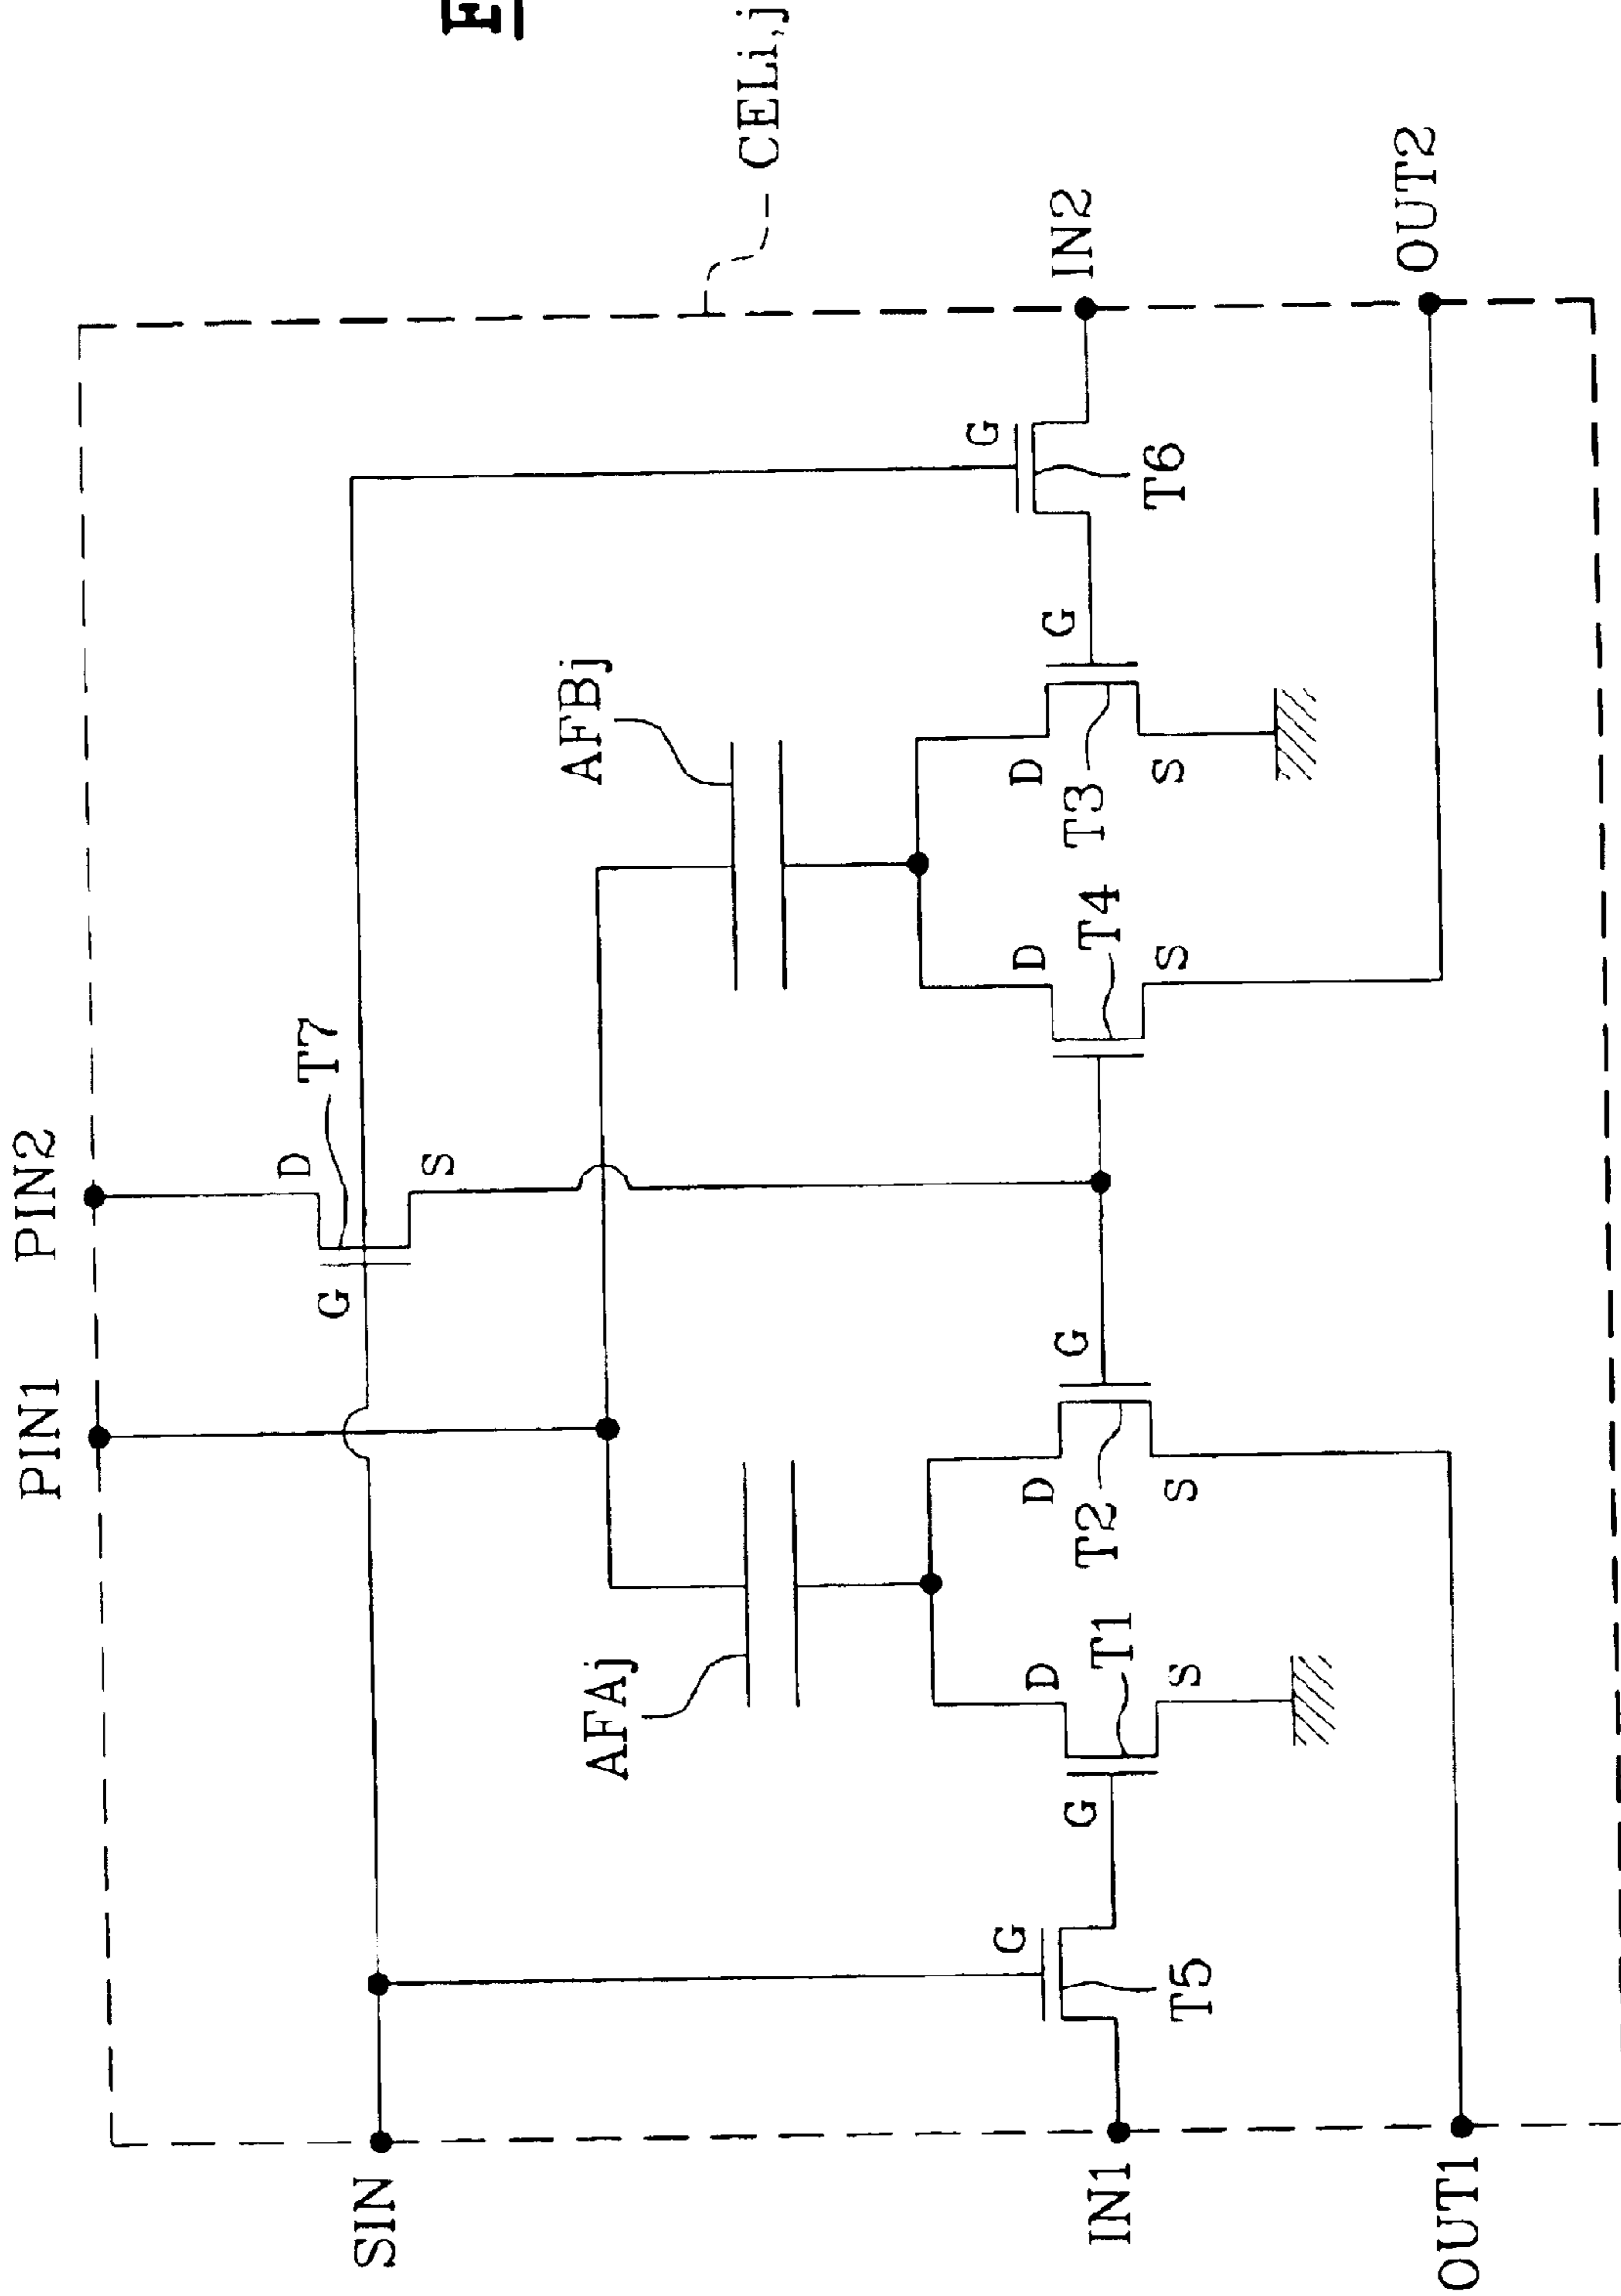 E
CELi,j
PIN1
PIN2
SIN
T7
D
G
S
AFAj
AFBj
IN1
IN2
T5
G
T1
G
D
S
T2
G
D
S
T4
D
S
T3
G
D
S
T6
G
OUT1
OUT2